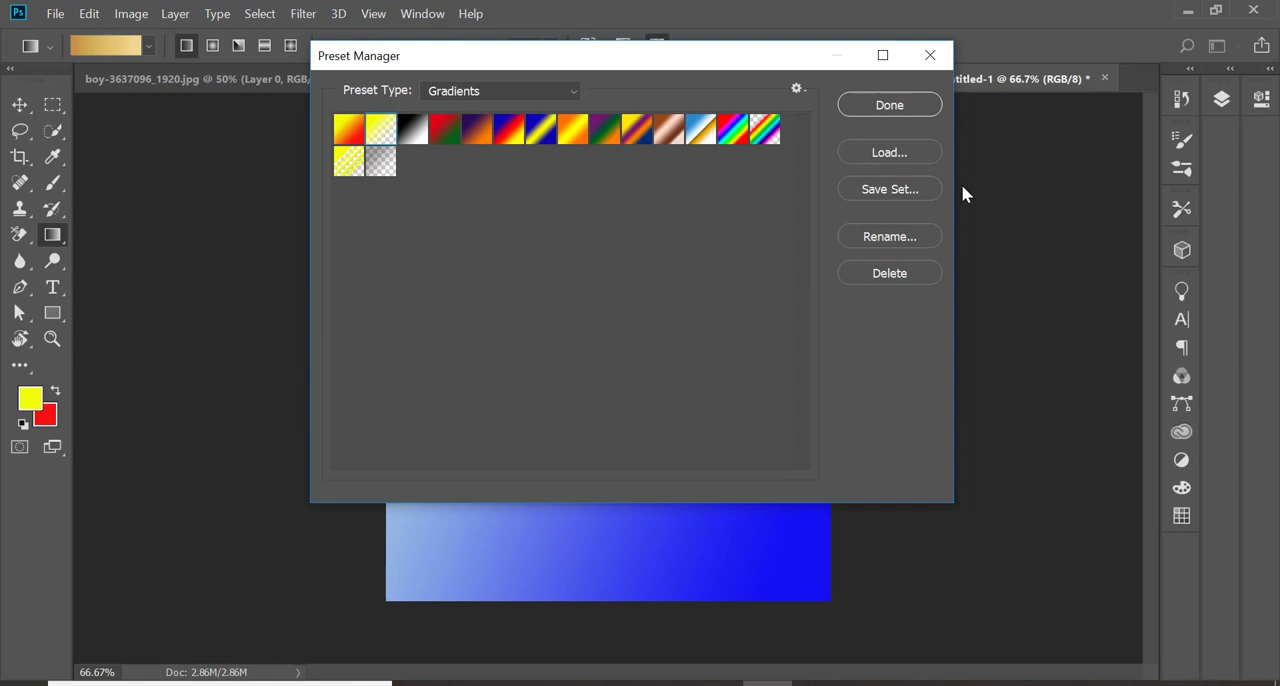 Ps File Edit Image Layer Type Select Filter 3D View Window Help
Preset Manager
boy-3637096_1920.jpg @ 50% (Layer 0, RGB/
ntitled-1 @ 66.7% (RGB/8) *
Preset Type: Gradients
Done
Load...
Save Set...
Rename...
Delete
66.67% Doc: 2.86M/2.86M